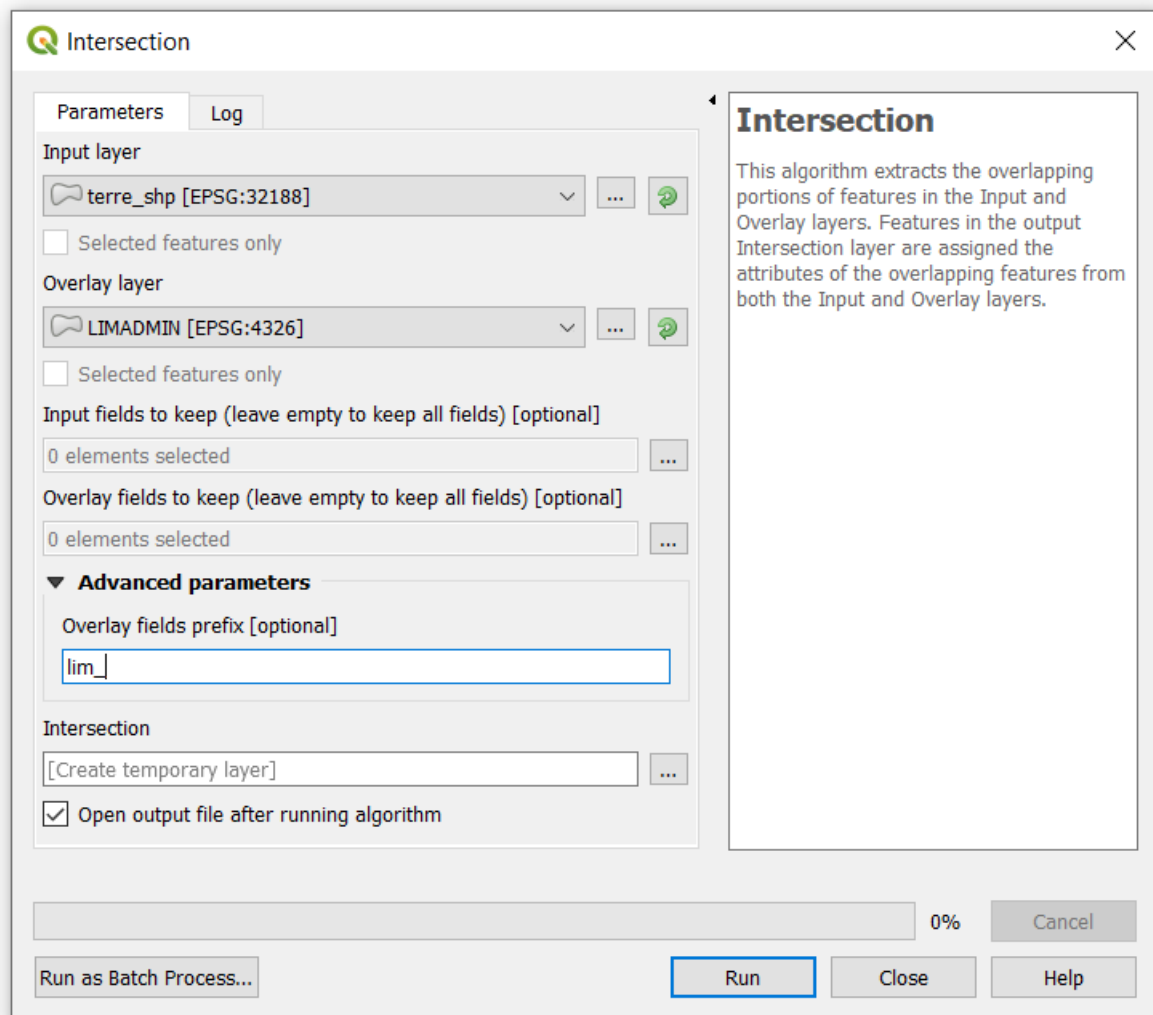 Intersection
Parameters
Log
Input layer
terre_shp [EPSG:32188]
...
Selected features only
Overlay layer
LIMADMIN [EPSG:4326]
...
Selected features only
Input fields to keep (leave empty to keep all fields) [optional]
0 elements selected
...
Overlay fields to keep (leave empty to keep all fields) [optional]
0 elements selected
...
Advanced parameters
Overlay fields prefix [optional]
lim_
Intersection
[Create temporary layer]
...
Open output file after running algorithm
Intersection
This algorithm extracts the overlapping
portions of features in the Input and
Overlay layers. Features in the output
Intersection layer are assigned the
attributes of the overlapping features from
both the Input and Overlay layers.
0%
Cancel
Run as Batch Process...
Run
Close
Help